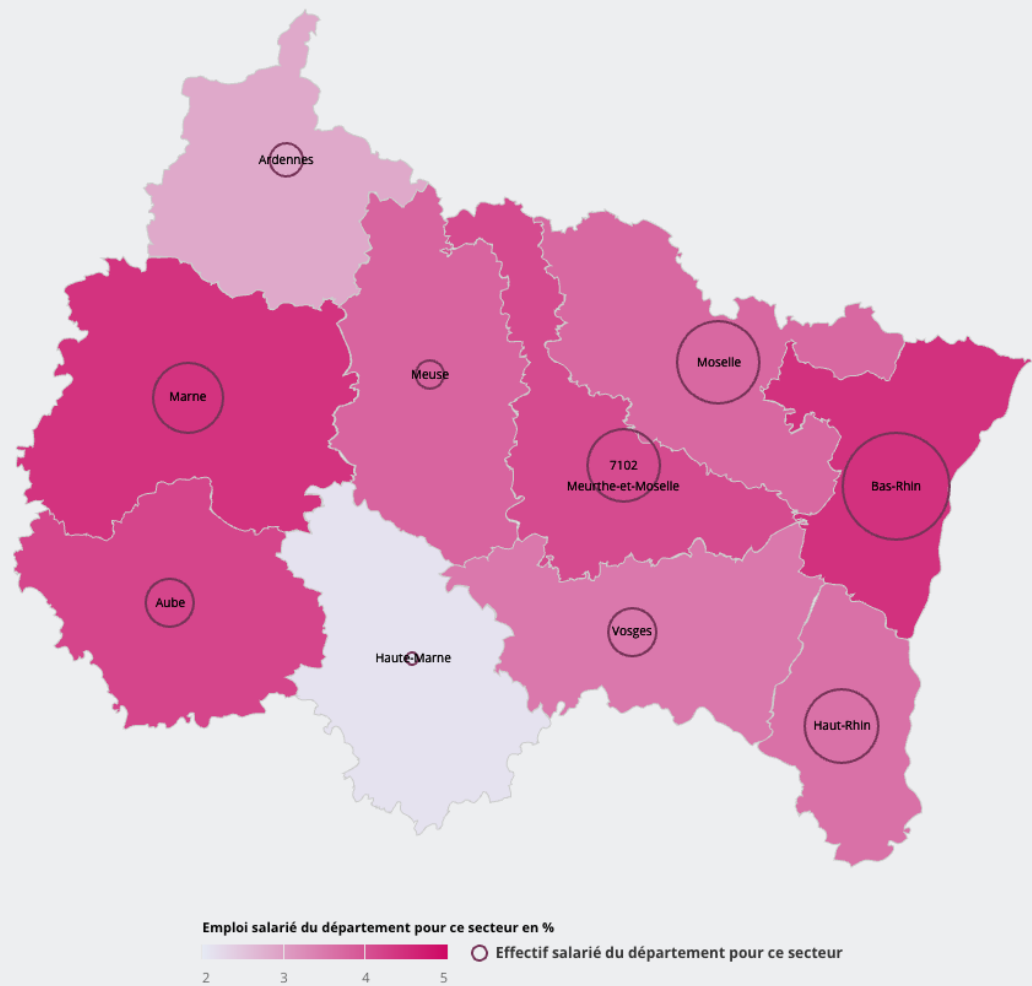 Ardennes
Moselle
Meuse
Marne
7102
Meurthe-et-Moselle
Bas-Rhin
Aube
Vosges
Haute-Marne
Haut-Rhin
Emploi salarié du département pour ce secteur en %
Effectif salarié du département pour ce secteur
2 3 4 5